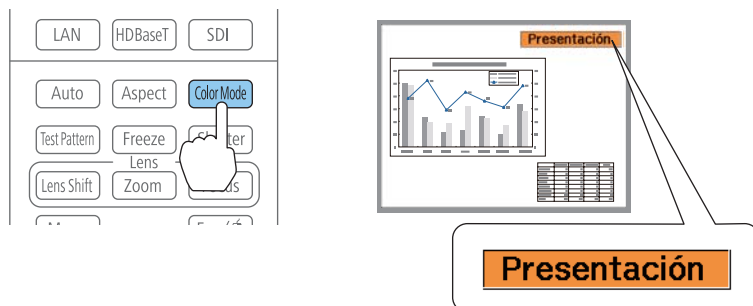 LAN HDBaseT SDI
Auto Aspect Color Mode
Test Pattern Freeze
Lens
Lens Shift Zoom
Presentación
Presentación